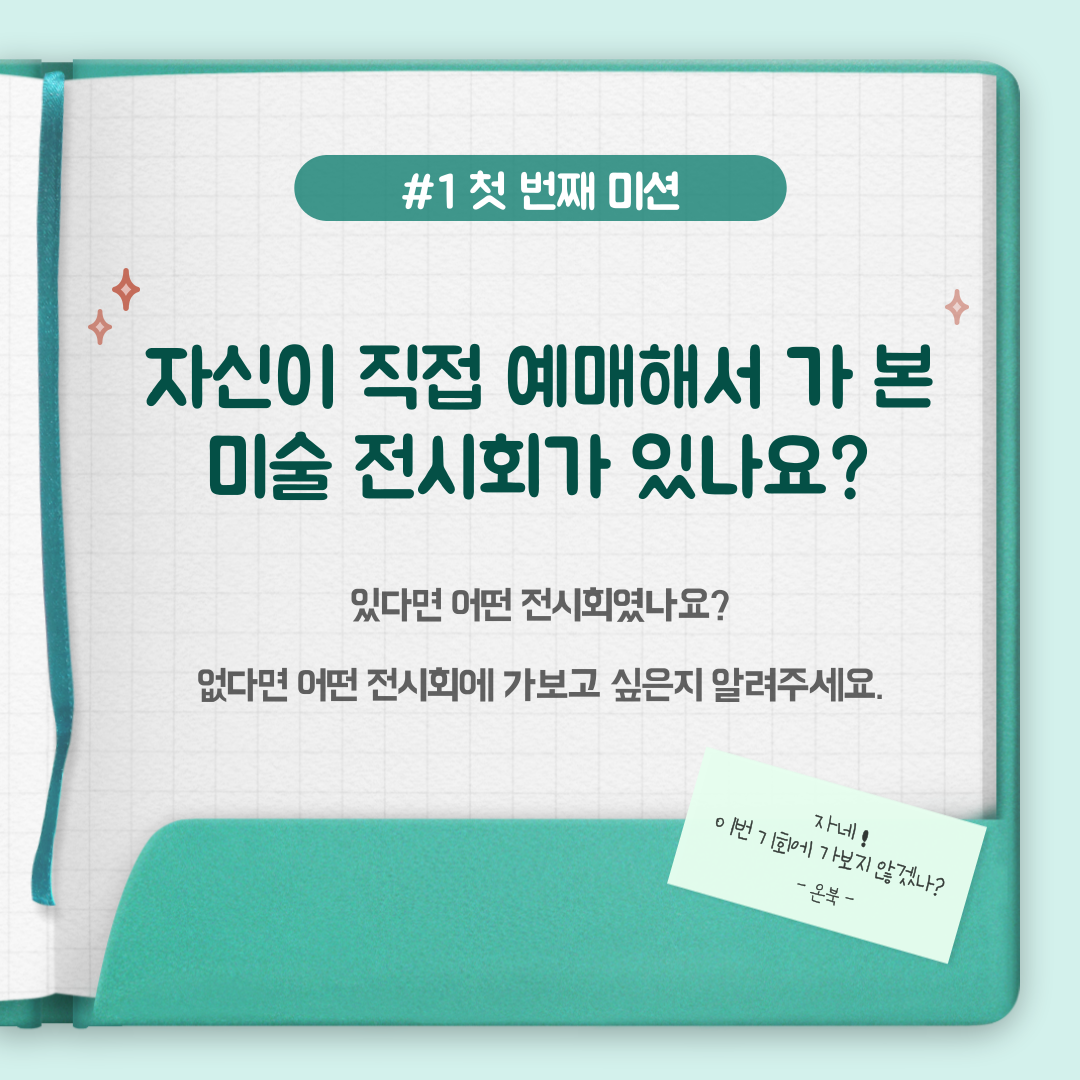 #1 첫 번째 미션
자신이 직접 예매해서 가 본
미술 전시회가 있나요?
있다면 어떤 전시회였나요?
없다면 어떤 전시회에 가보고 싶은지 알려주세요.
자네!
이번 기회에 가보지 않겠나?
- 온북 -